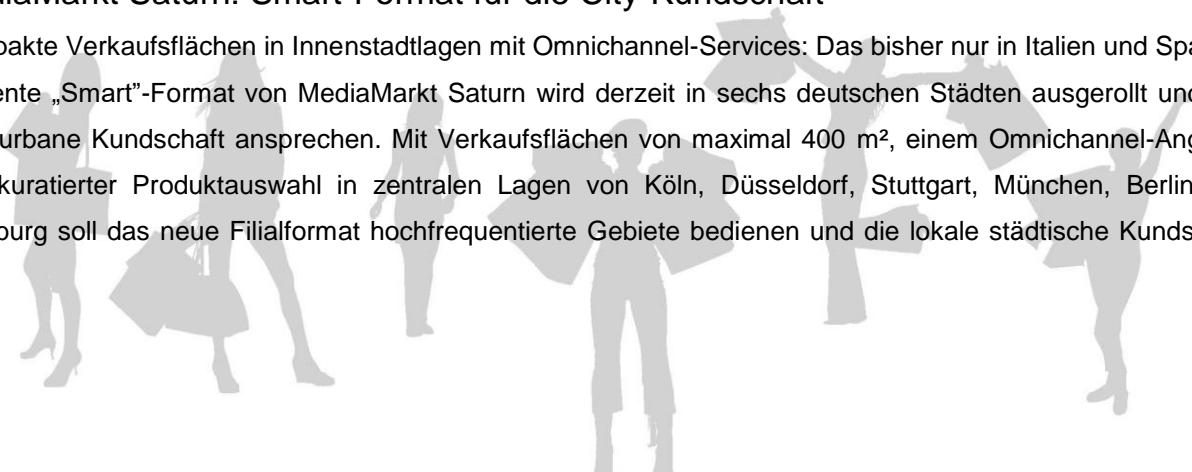 diaMarkt Saturn: Smart-Format für die City-Kundschaft
pakte Verkaufsflächen in Innenstadtlagen mit Omnichannel-Services: Das bisher nur in Italien und Spa
ente „Smart”-Format von MediaMarkt Saturn wird derzeit in sechs deutschen Städten ausgerollt und
urbane Kundschaft ansprechen. Mit Verkaufsflächen von maximal 400 m², einem Omnichannel-Ang
kuratierter Produktauswahl in zentralen Lagen von Köln, Düsseldorf, Stuttgart, München, Berlin
burg soll das neue Filialformat hochfrequentierte Gebiete bedienen und die lokale städtische Kunds